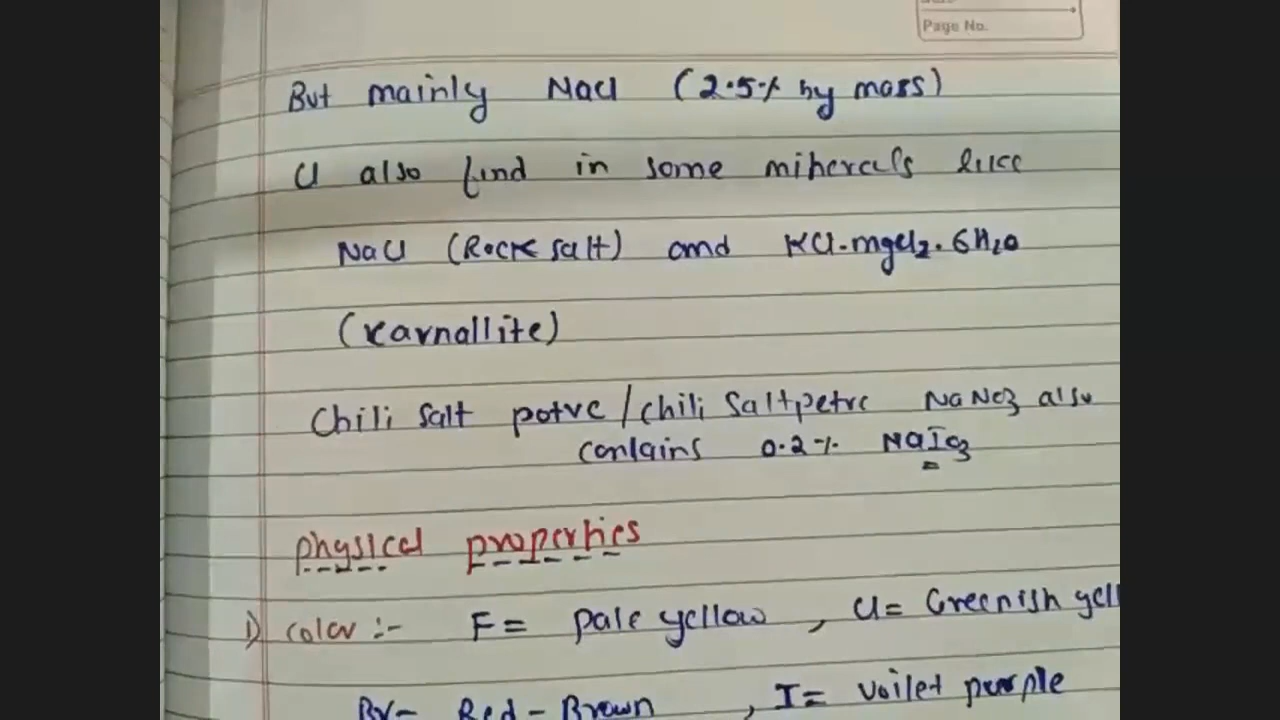 Page No.
But mainly NaCl (2.5% by mass)
Cl also find in some minerals like
NaCl (Rock salt) and KCl.mgcl2.6H2O
(Karnallite)
Chili salt potre/chili saltpetre NaNO3 also
contains 0.2% NaIO3
physical properties
1) color :- F= pale yellow, Cl= Greenish yell
Br- Red-Brown, I= voilet purple